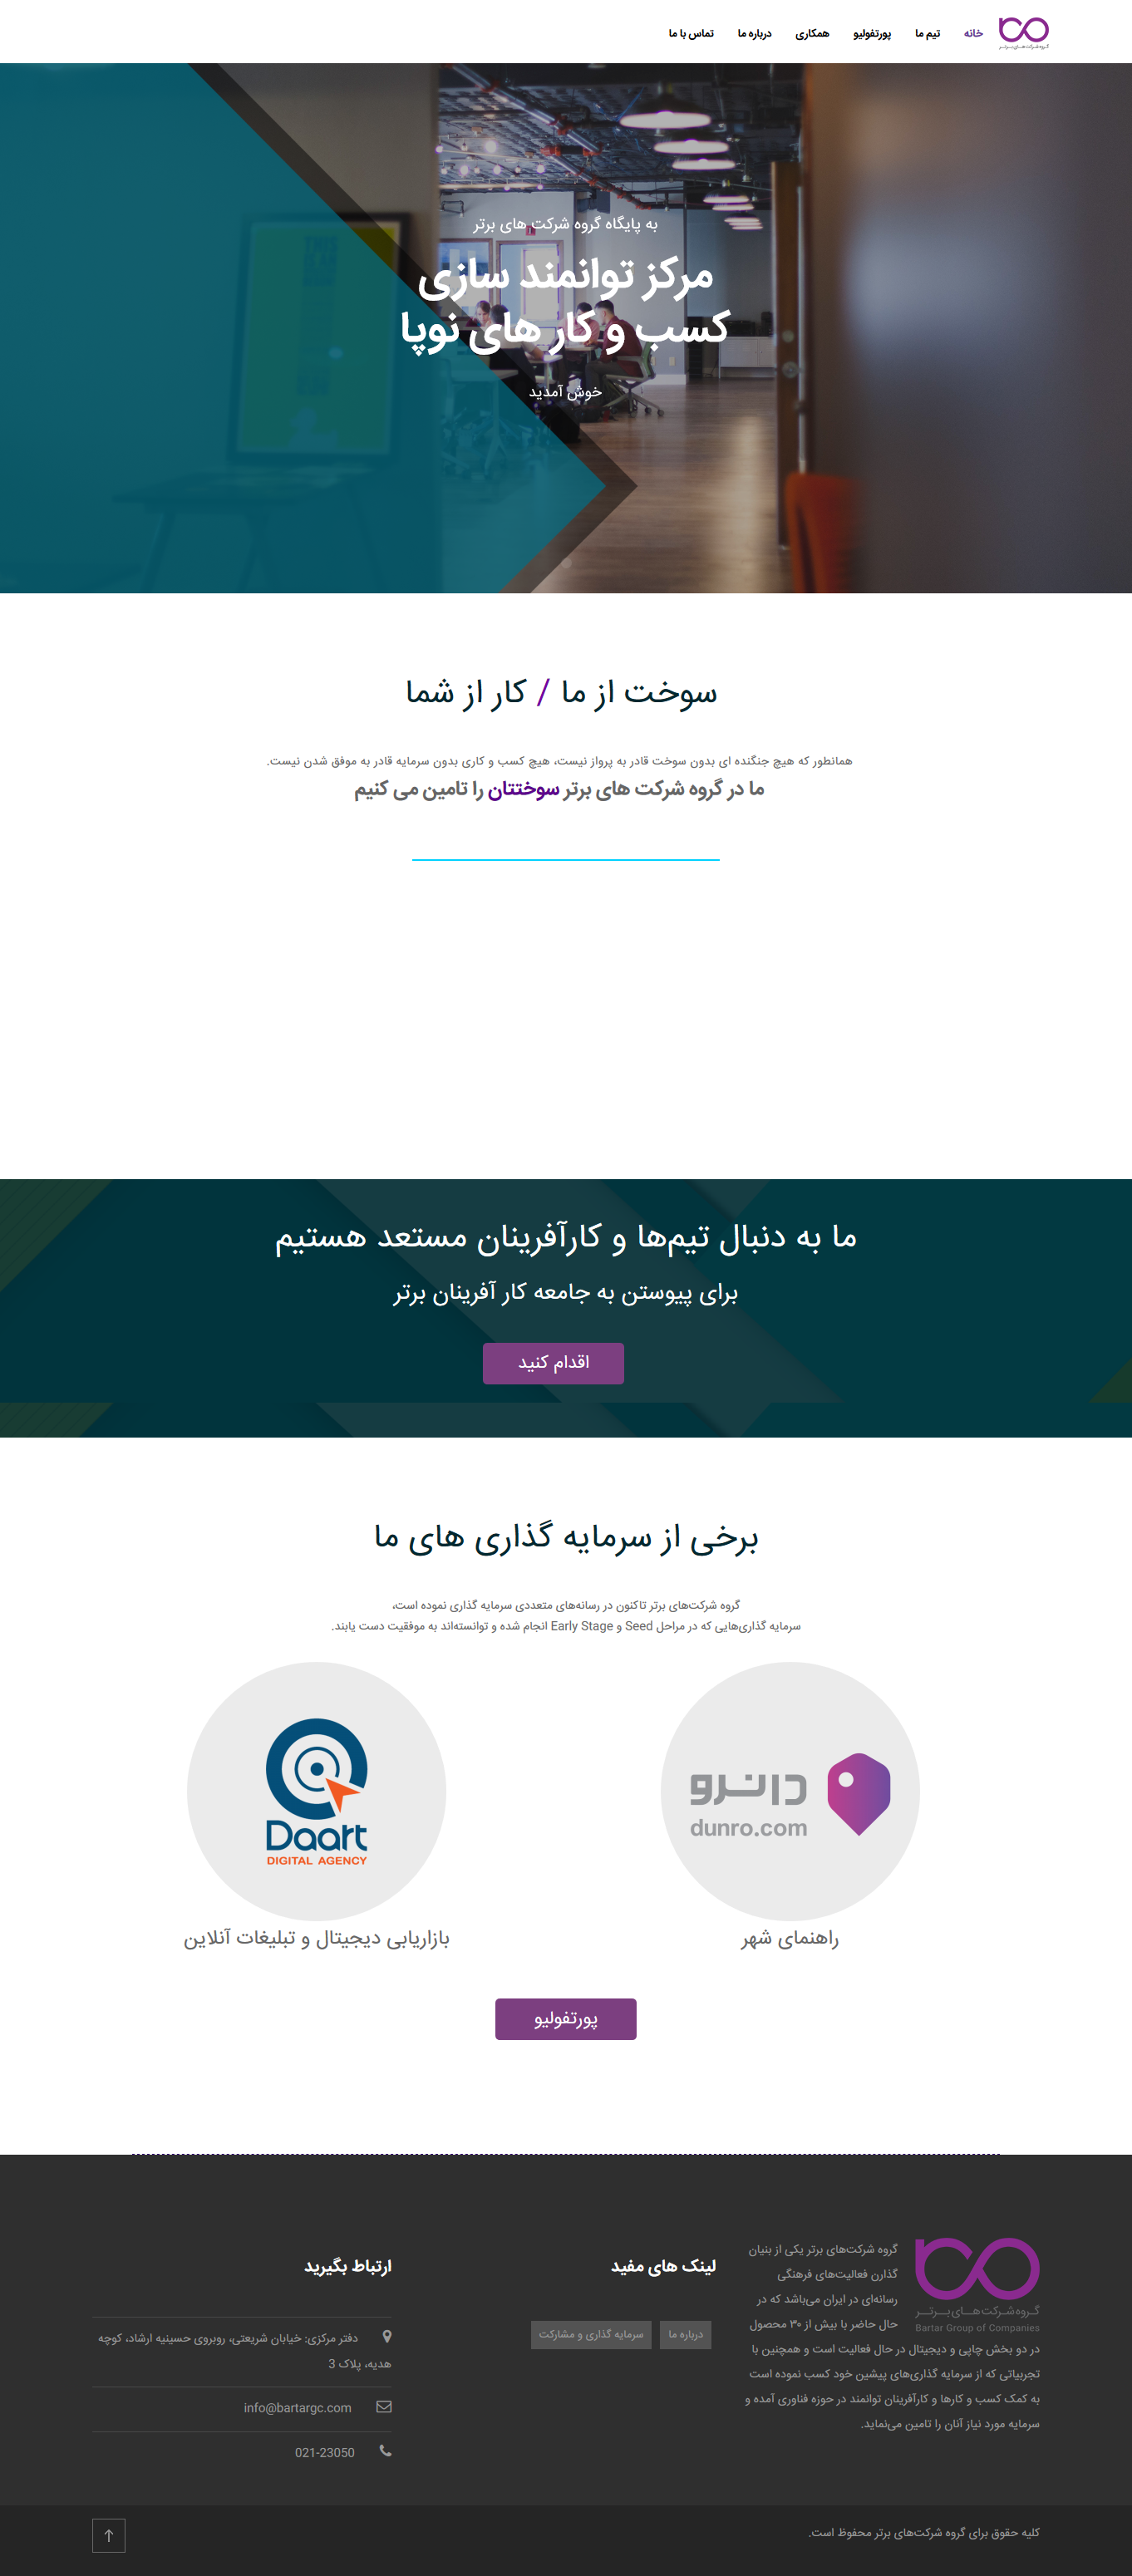 گروه شرکت‌های برتر
خانه
تیم ما
پورتفولیو
همکاری
درباره ما
تماس با ما
به پایگاه گروه شرکت های برتر
مرکز توانمند سازی
کسب و کار های نوپا
خوش آمدید
سوخت از ما / کار از شما
همانطور که هیچ جنگنده ای بدون سوخت قادر به پرواز نیست، هیچ کسب و کاری بدون سرمایه قادر به موفق شدن نیست.
ما در گروه شرکت های برتر سوختتان را تامین می کنیم
ما به دنبال تیم‌ها و کارآفرینان مستعد هستیم
برای پیوستن به جامعه کار آفرینان برتر
اقدام کنید
برخی از سرمایه گذاری های ما
گروه شرکت‌های برتر تاکنون در رسانه‌های متعددی سرمایه گذاری نموده است،
سرمایه گذاری‌هایی که در مراحل Seed و Early Stage انجام شده و توانسته‌اند به موفقیت دست یابند.
دانرو
dunro.com
راهنمای شهر
Daart
DIGITAL AGENCY
بازاریابی دیجیتال و تبلیغات آنلاین
پورتفولیو
گروه شرکت‌های برتر
Bartar Group of Companies
گروه شرکت‌های برتر یکی از بنیان
گذارن فعالیت‌های فرهنگی
رسانه‌ای در ایران می‌باشد که در
حال حاضر با بیش از ۳۰ محصول
در دو بخش چاپی و دیجیتال در حال فعالیت است و همچنین با
تجربیاتی که از سرمایه گذاری‌های پیشین خود کسب نموده است
به کمک کسب و کارها و کارآفرینان توانمند در حوزه فناوری آمده و
سرمایه مورد نیاز آنان را تامین می‌نماید.
لینک های مفید
درباره ما
سرمایه گذاری و مشارکت
ارتباط بگیرید
دفتر مرکزی: خیابان شریعتی، روبروی حسینیه ارشاد، کوچه
هدیه، پلاک 3
info@bartargc.com
021-23050
کلیه حقوق برای گروه شرکت‌های برتر محفوظ است.